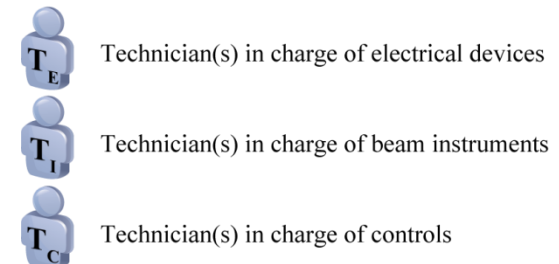 T_E Technician(s) in charge of electrical devices
T_I Technician(s) in charge of beam instruments
T_C Technician(s) in charge of controls